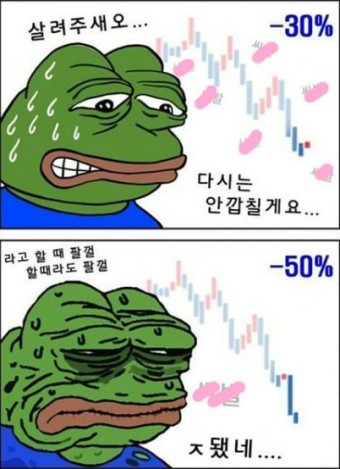 살려주새오...
-30%
다시는
안깝칠게요...
라고 할 때 팔껄
할때라도 팔껄
-50%
ㅈ됐네....